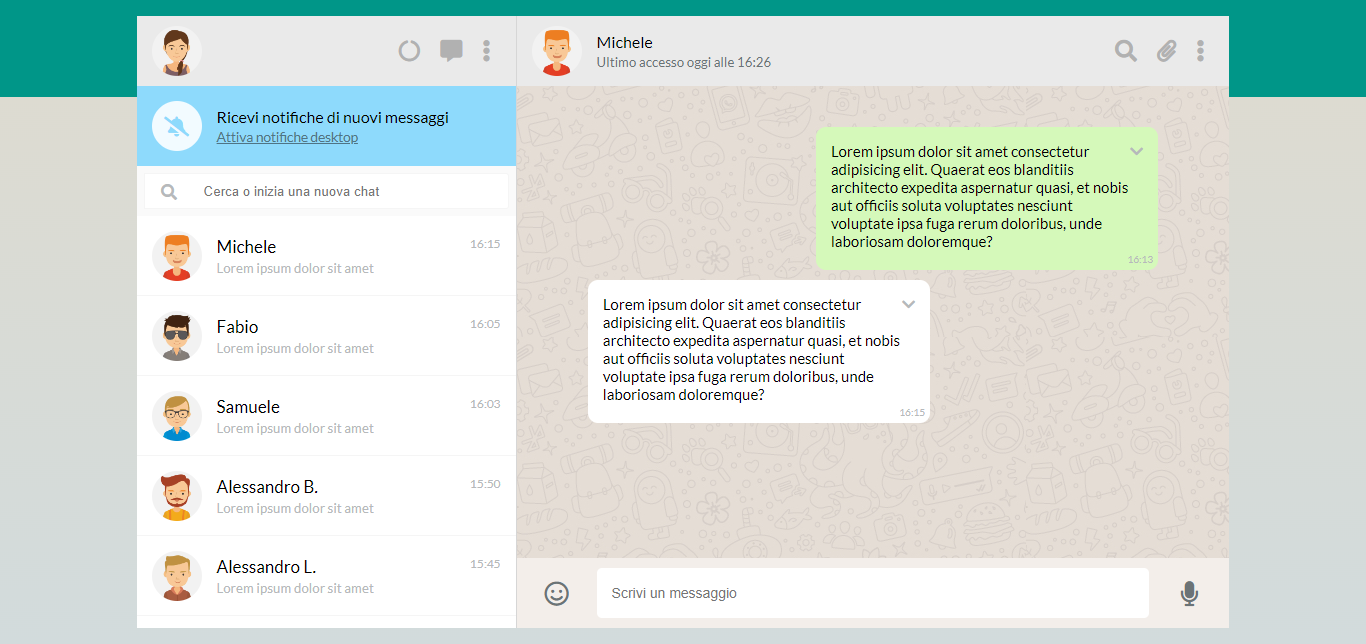 Ricevi notifiche di nuovi messaggi
Attiva notifiche desktop
Cerca o inizia una nuova chat
Michele
16:15
Lorem ipsum dolor sit amet
Fabio
16:05
Lorem ipsum dolor sit amet
Samuele
16:03
Lorem ipsum dolor sit amet
Alessandro B.
15:50
Lorem ipsum dolor sit amet
Alessandro L.
15:45
Lorem ipsum dolor sit amet
Michele
Ultimo accesso oggi alle 16:26
Lorem ipsum dolor sit amet consectetur
adipisicing elit. Quaerat eos blanditiis
architecto expedita aspernatur quasi, et nobis
aut officiis soluta voluptates nesciunt
voluptate ipsa fuga rerum doloribus, unde
laboriosam doloremque?
16:13
Lorem ipsum dolor sit amet consectetur
adipisicing elit. Quaerat eos blanditiis
architecto expedita aspernatur quasi, et nobis
aut officiis soluta voluptates nesciunt
voluptate ipsa fuga rerum doloribus, unde
laboriosam doloremque?
16:15
Scrivi un messaggio